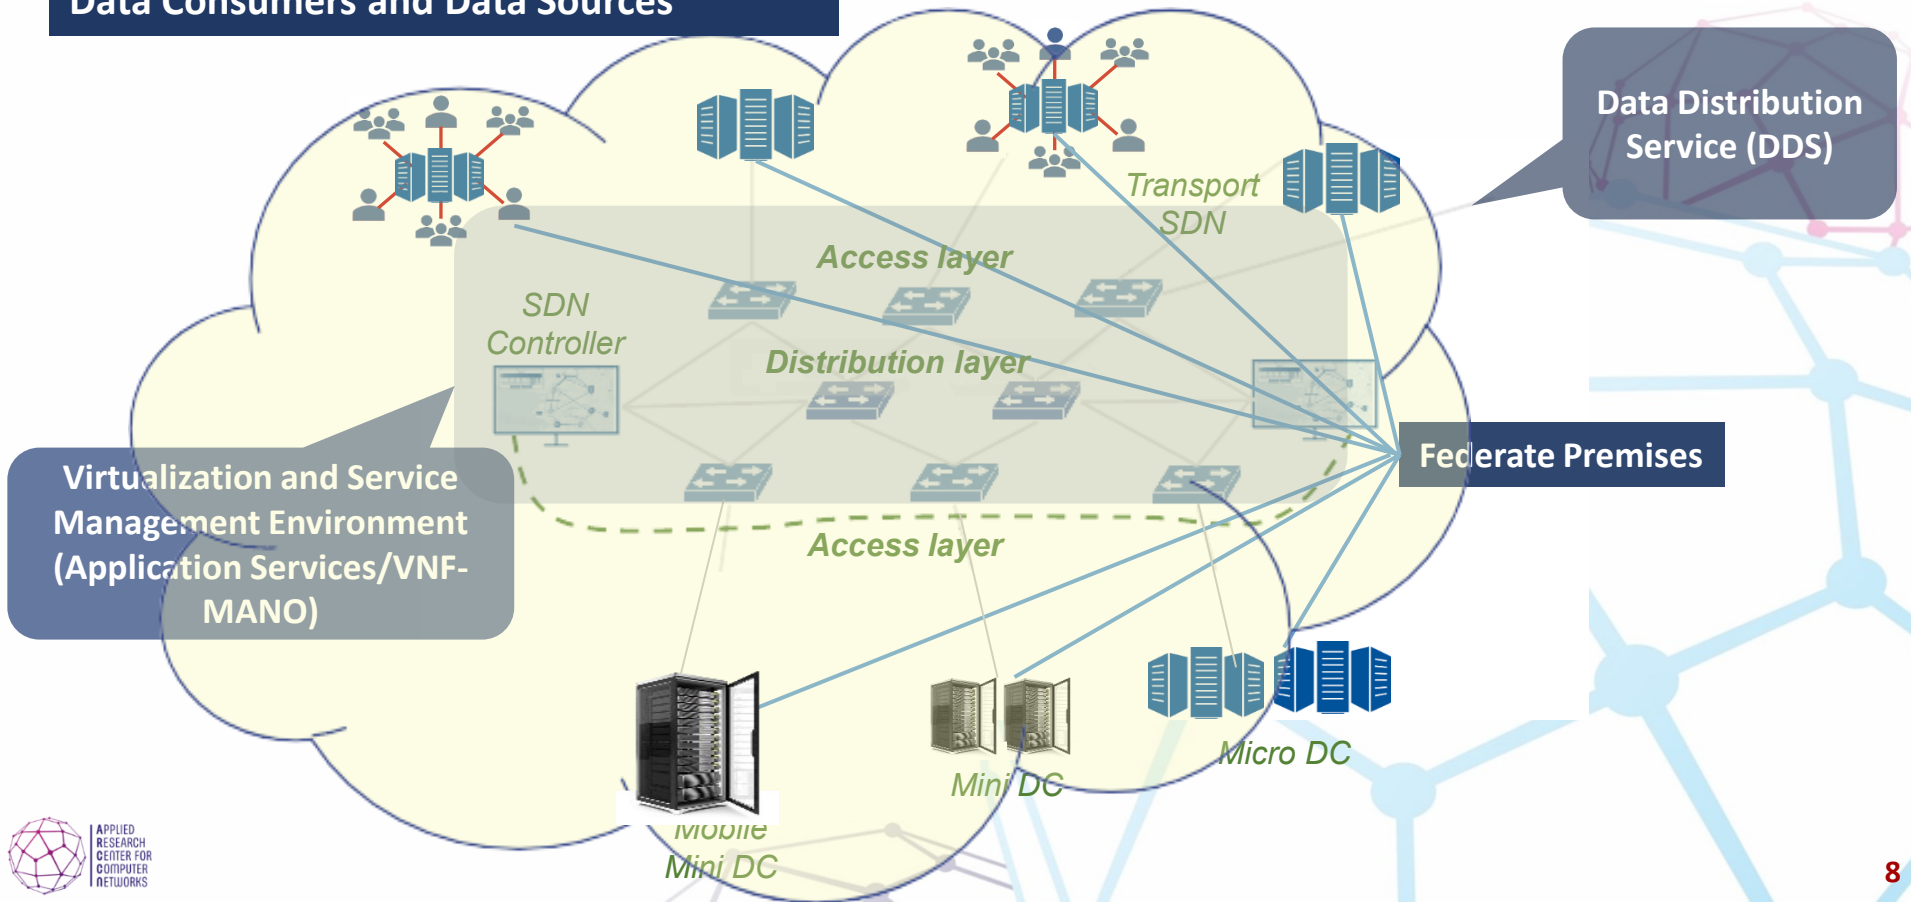 Data Consumers and Data Sources
Data Distribution
Service (DDS)
Transport
SDN
Access layer
SDN
Controller
Distribution layer
Federate Premises
Virtualization and Service
Management Environment
(Application Services/VNF-
MANO)
Access layer
Micro DC
Mini DC
Mobile
Mini DC
APPLIED
RESEARCH
CENTER FOR
COMPUTER
NETWORKS
8